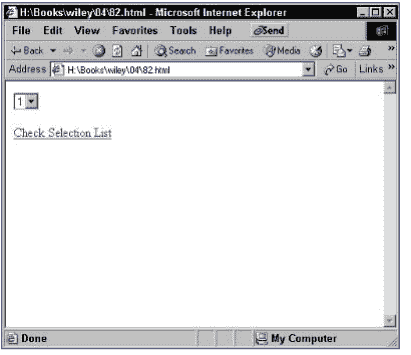 H:\Books\wiley\04\82.html - Microsoft Internet Explorer
File Edit View Favorites Tools Help Send
Back Search Favorites Media »
Address H:\Books\wiley\04\82.html Go Links »
1
Check Selection List
Done My Computer